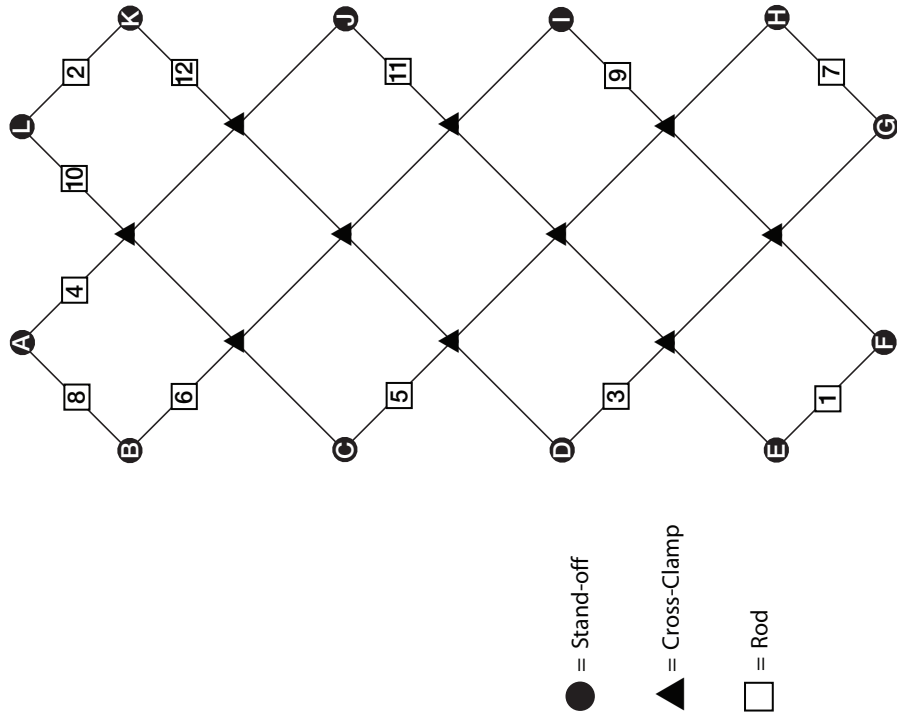 L
A
2
10
4
8
K
B
12
6
J
C
11
5
I
D
9
3
H
E
7
1
G
F
= Stand-off
= Cross-Clamp
= Rod